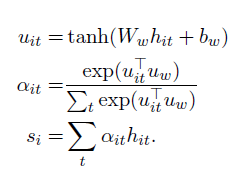 u_{it} = tanh(W_w h_{it} + b_w)
α_{it} = \frac{exp(u_{it}^⊤ u_w)}{∑_t exp(u_{it}^⊤ u_w)}
s_i = ∑_t α_{it} h_{it}.